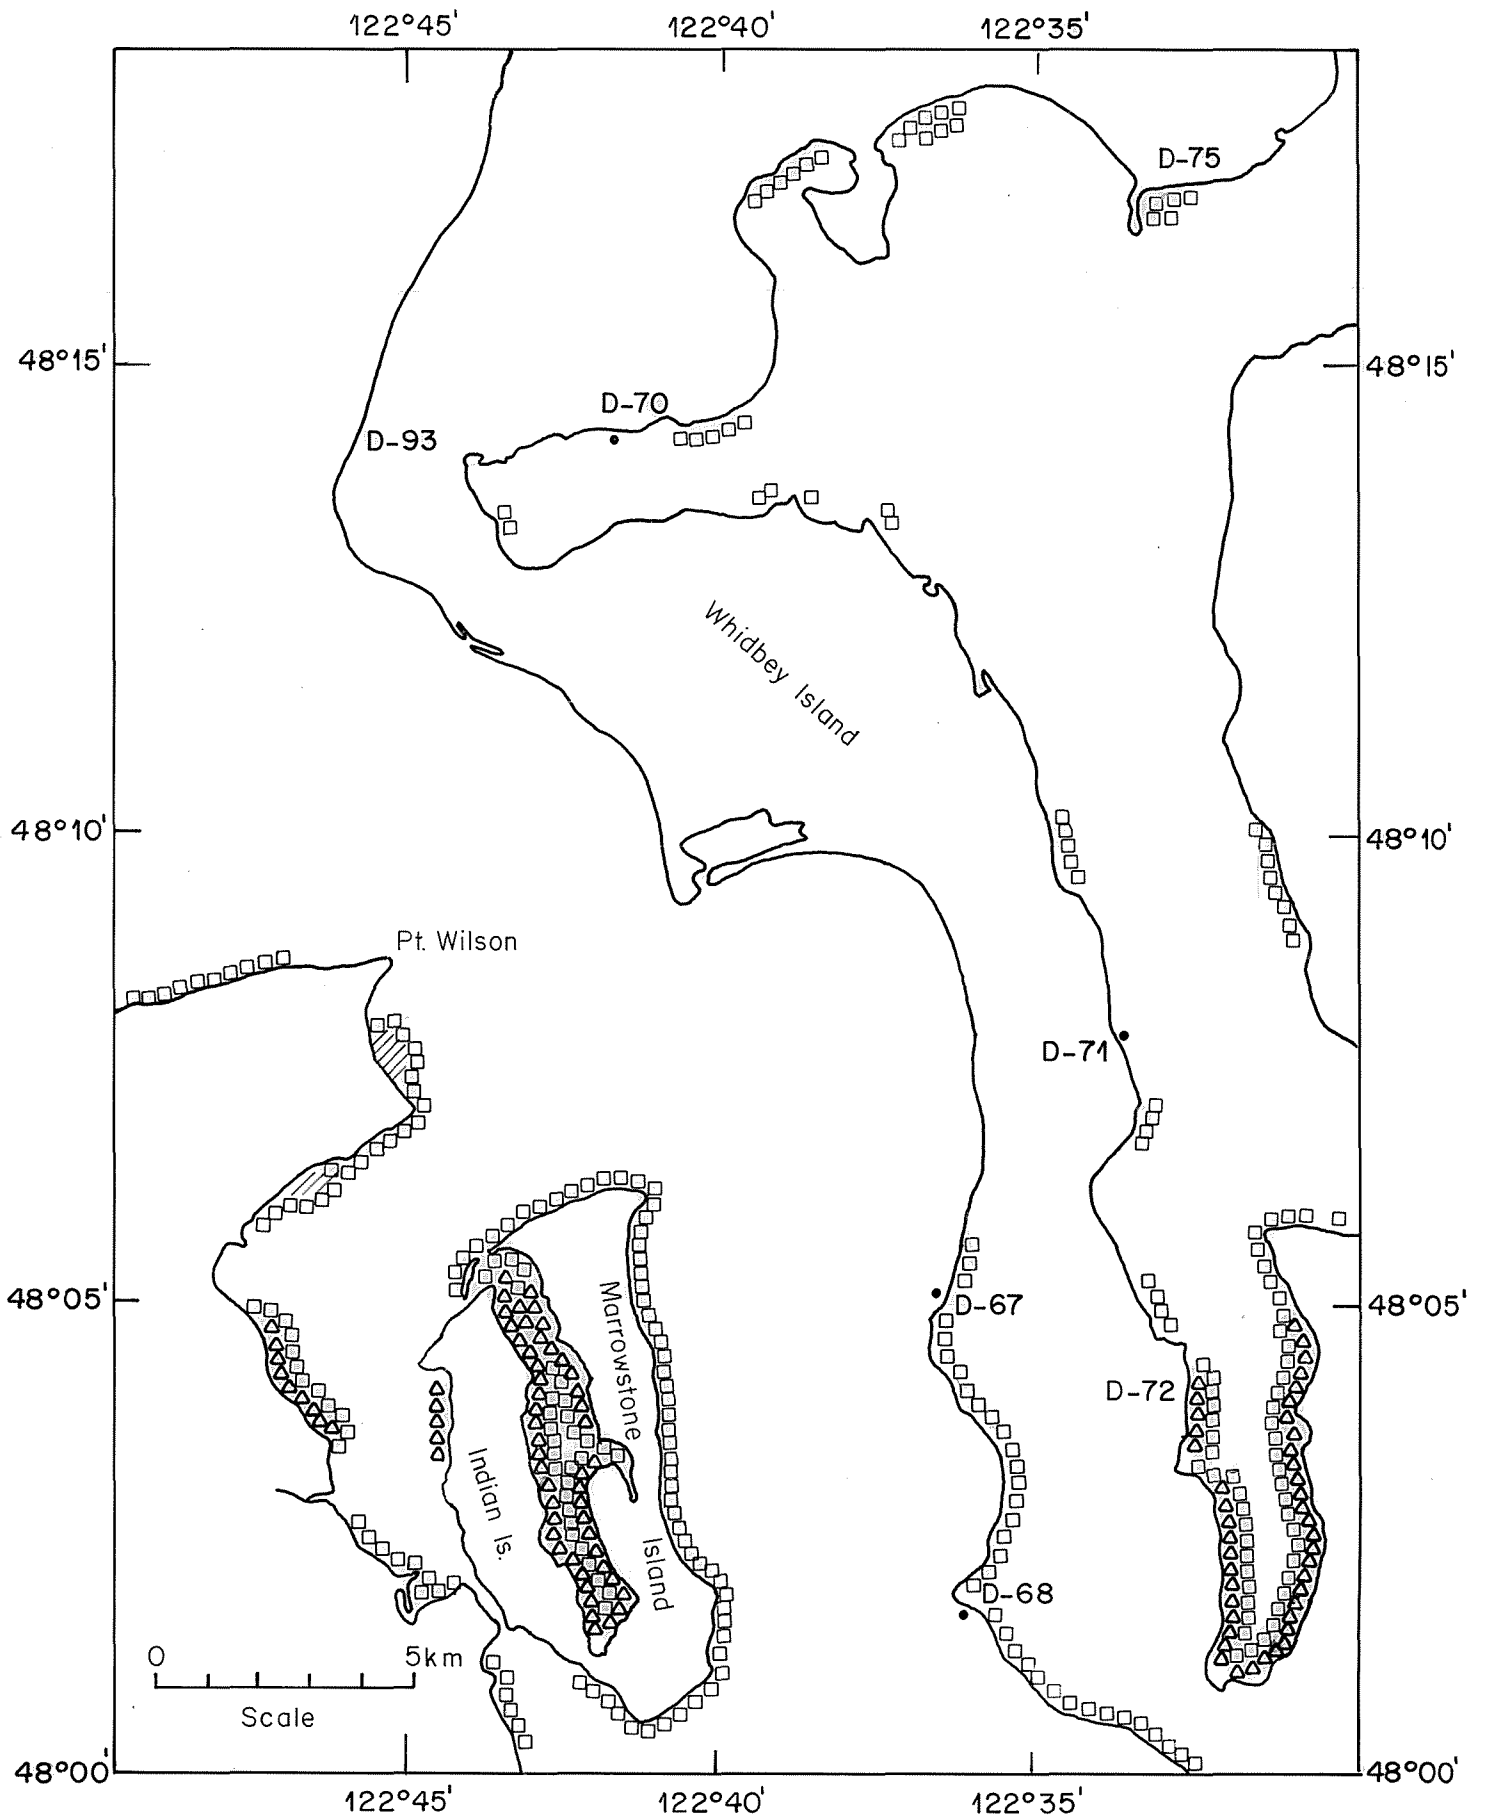 122°45' 122°40' 122°35'
D-75
48°15' 48°15'
D-70
D-93
Whidbey Island
48°10' 48°10'
Pt. Wilson
D-71
48°05' 48°05'
D-67
Marrowstone
Island
D-72
Indian Is.
D-68
0 5km
Scale
48°00' 48°00'
122°45' 122°40' 122°35'